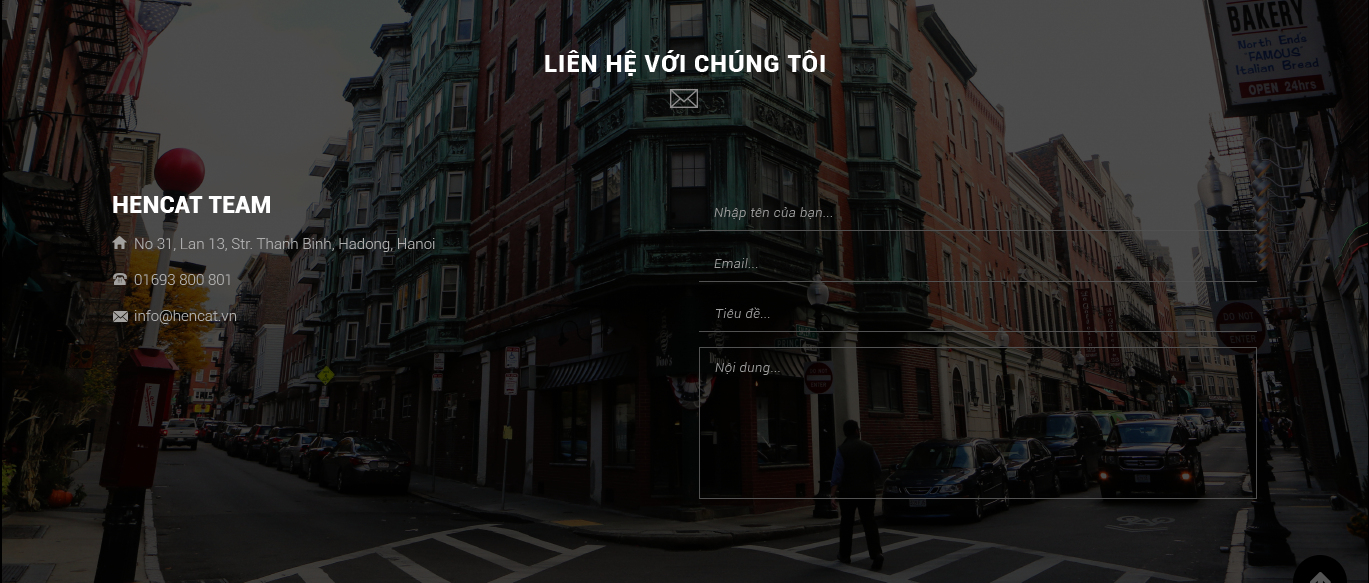 BAKERY
North Ends
"FAMOUS"
Italian Bread
OPEN 24hrs
LIÊN HỆ VỚI CHÚNG TÔI
HENCAT TEAM
No 31, Lan 13, Str. Thanh Binh, Hadong, Hanoi
01693 800 801
info@hencat.vn
Nhập tên của bạn...
Email...
Tiêu đề...
Nội dung...
DO NOT
ENTER